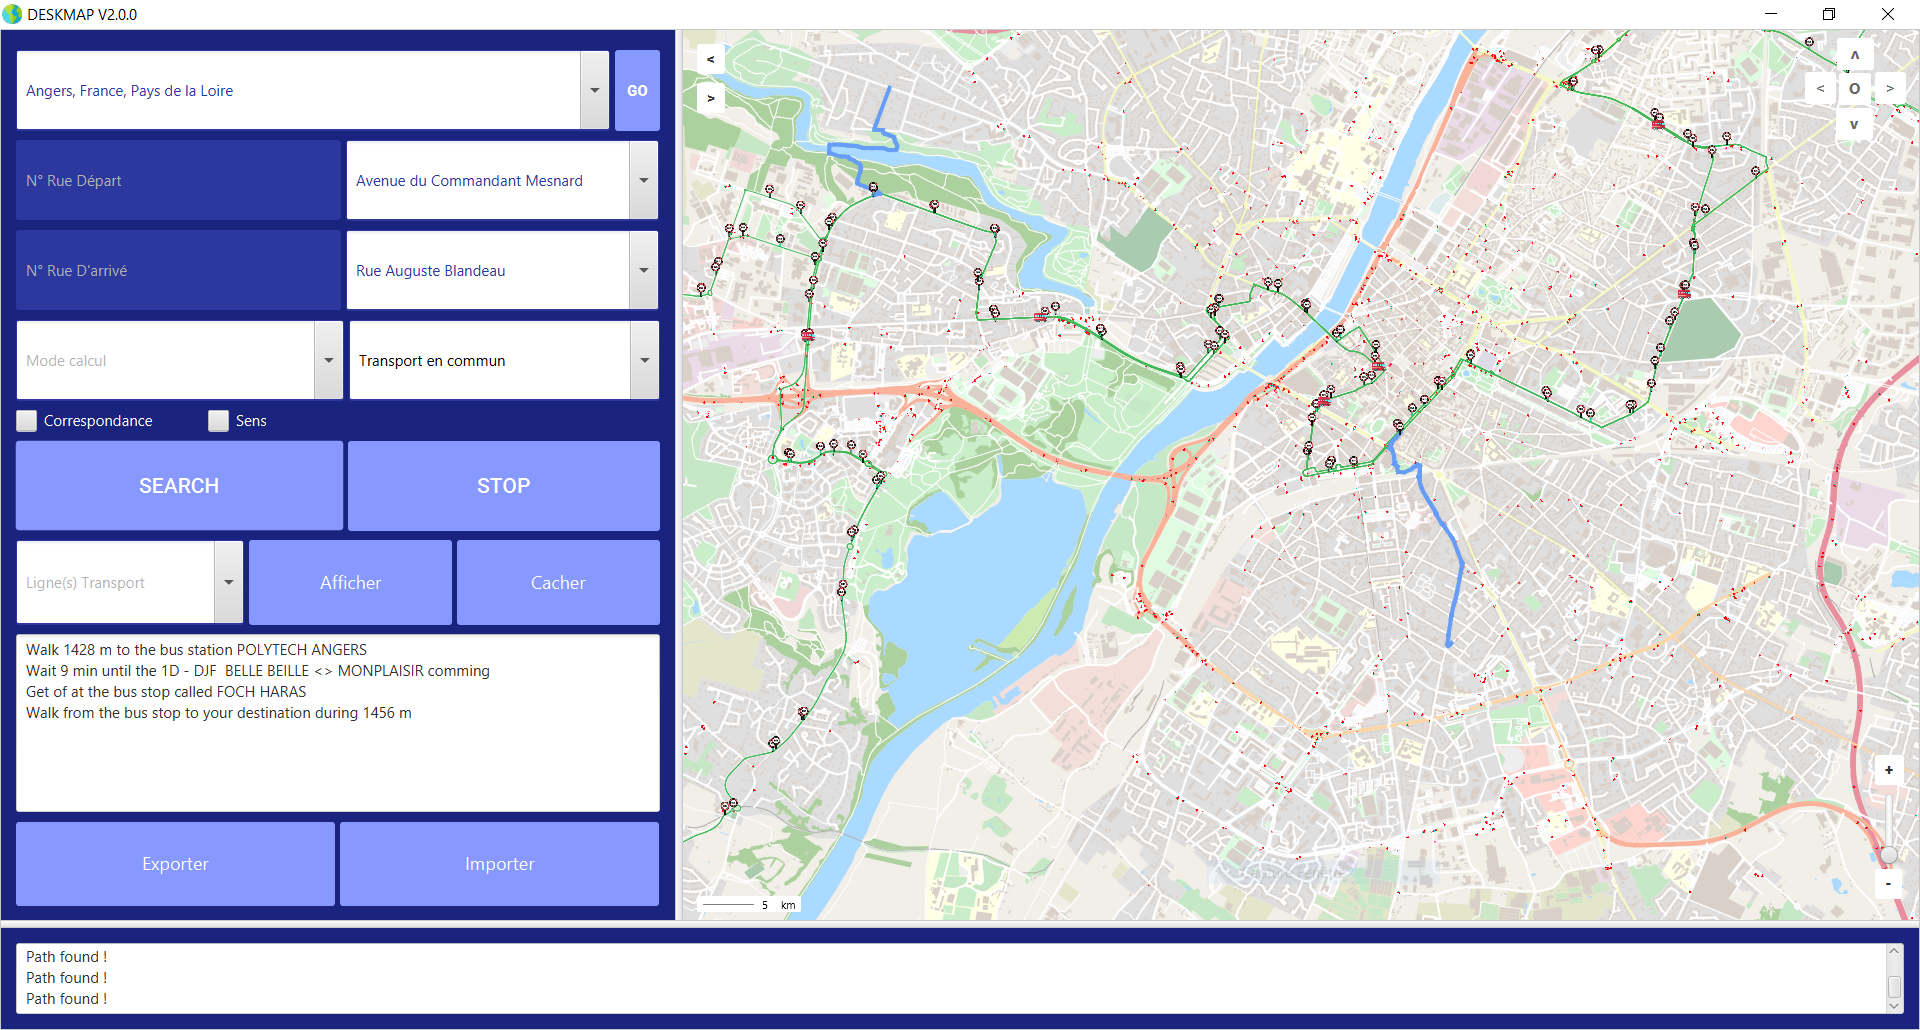 DESKMAP V2.0.0
Angers, France, Pays de la Loire
GO
N° Rue Départ
Avenue du Commandant Mesnard
N° Rue D'arrivé
Rue Auguste Blandeau
Mode calcul
Transport en commun
Correspondance
Sens
SEARCH
STOP
Ligne(s) Transport
Afficher
Cacher
Walk 1428 m to the bus station POLYTECH ANGERS
Wait 9 min until the 1D - DJF  BELLE BEILLE <> MONPLAISIR comming
Get of at the bus stop called FOCH HARAS
Walk from the bus stop to your destination during 1456 m
Exporter
Importer
<
>
ʌ
<
O
>
v
+
-
5 km
Path found !
Path found !
Path found !